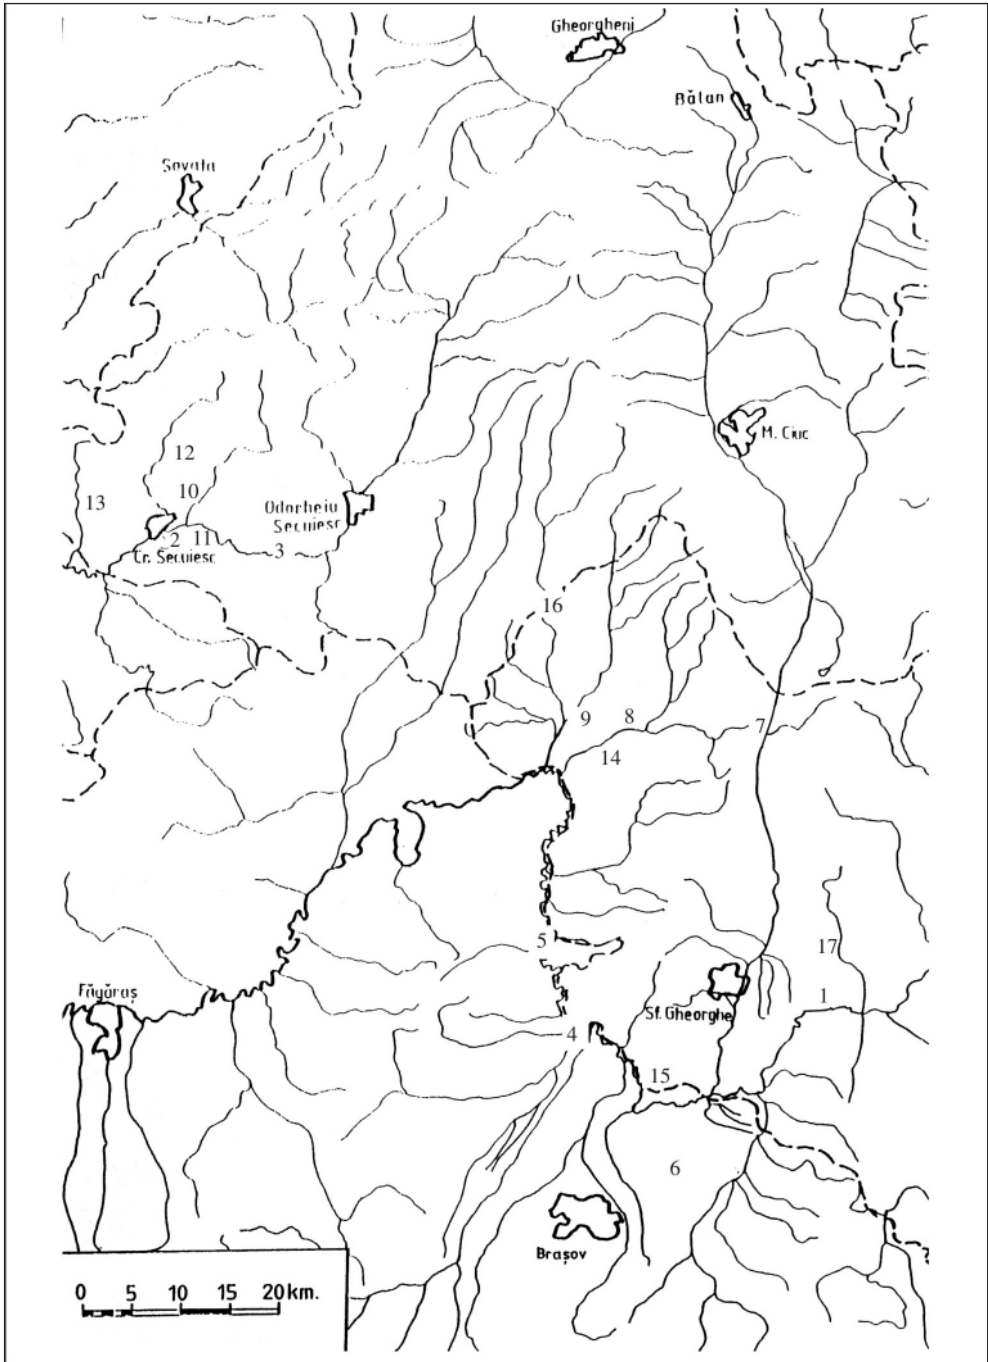 Gheorgheni
Bălan
Sovata
M. Ciuc
12
10
13
Odorheiu
Secuiesc
2
11
Cr. Secuiesc
3
16
9
8
7
14
5
17
Făgăraș
1
Sf. Gheorghe
4
15
6
Brașov
0 5 10 15 20 km.